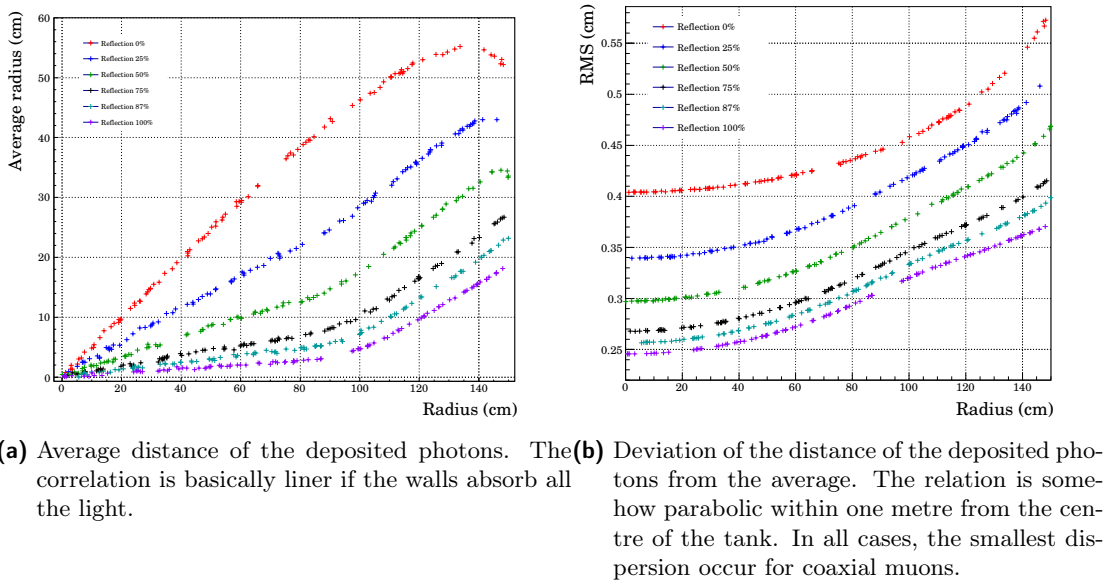 Average radius (cm)
60
50
40
30
20
10
0
Reflection 0%
Reflection 25%
Reflection 50%
Reflection 75%
Reflection 87%
Reflection 100%
0 20 40 60 80 100 120 140
Radius (cm)
RMS (cm)
0.55
0.5
0.45
0.4
0.35
0.3
0.25
Reflection 0%
Reflection 25%
Reflection 50%
Reflection 75%
Reflection 87%
Reflection 100%
0 20 40 60 80 100 120 140
Radius (cm)
(a) Average distance of the deposited photons. The
correlation is basically liner if the walls absorb all
the light.
(b) Deviation of the distance of the deposited pho-
tons from the average. The relation is some-
how parabolic within one metre from the cen-
tre of the tank. In all cases, the smallest dis-
persion occur for coaxial muons.